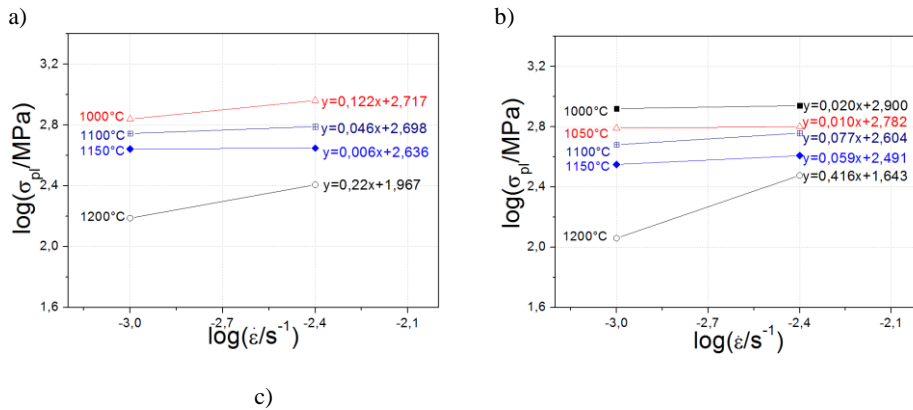 a)
b)
3,2
2,8
2,4
2,0
1,6
log(σpl/MPa)
1000°C
y=0,122x+2,717
1100°C
y=0,046x+2,698
1150°C
y=0,006x+2,636
1200°C
y=0,22x+1,967
-3,0
-2,7
-2,4
-2,1
log(ε̇/s⁻¹)
3,2
2,8
2,4
2,0
1,6
log(σpl/MPa)
1000°C
y=0,020x+2,900
1050°C
y=0,010x+2,782
1100°C
y=0,077x+2,604
1150°C
y=0,059x+2,491
1200°C
y=0,416x+1,643
-3,0
-2,7
-2,4
-2,1
log(ε̇/s⁻¹)
c)